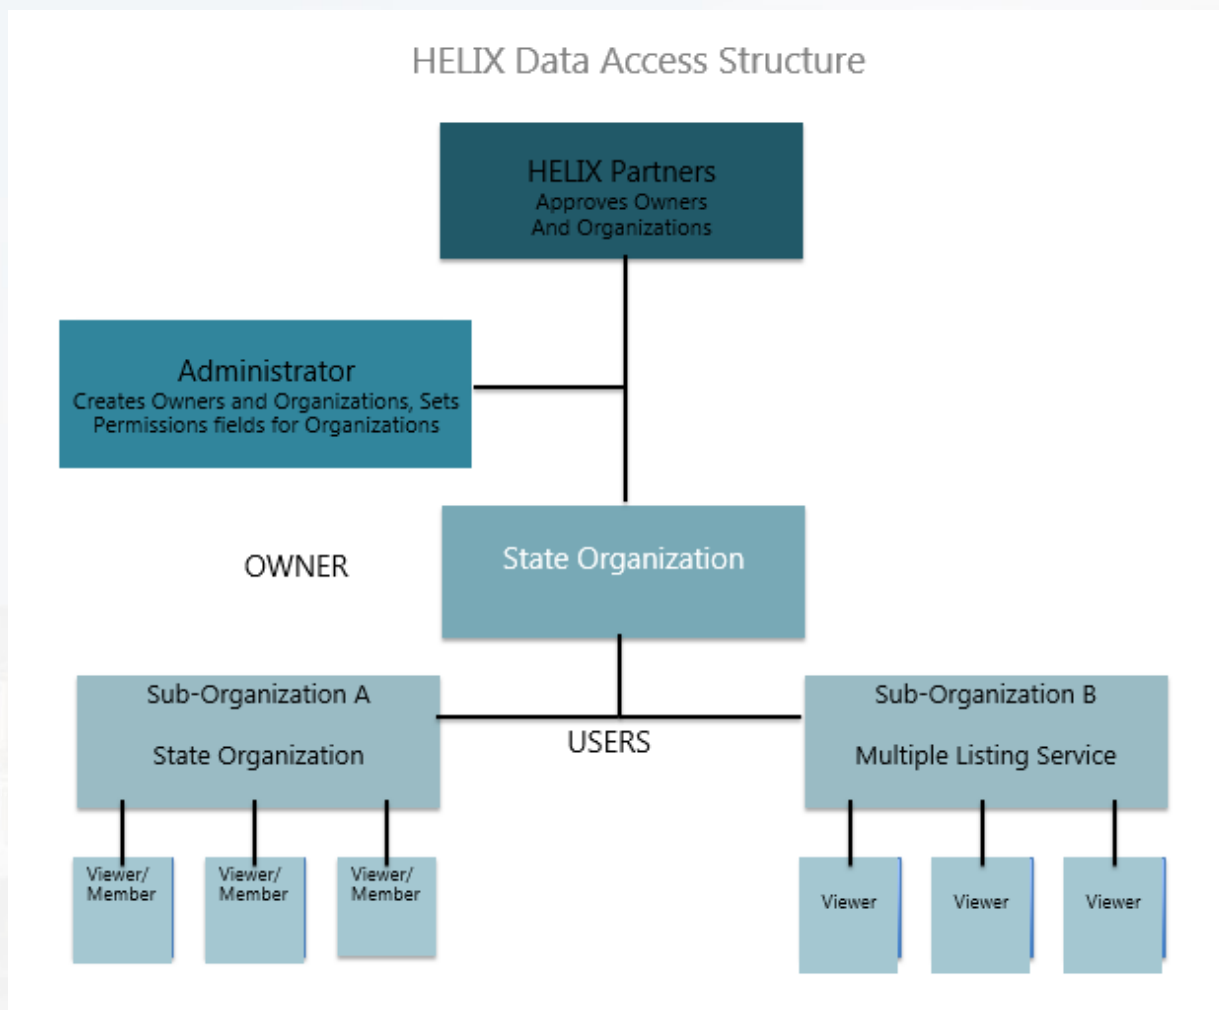 HELIX Data Access Structure
HELIX Partners
Approves Owners
And Organizations
Administrator
Creates Owners and Organizations, Sets
Permissions fields for Organizations
OWNER
State Organization
Sub-Organization A
State Organization
USERS
Sub-Organization B
Multiple Listing Service
Viewer/
Member
Viewer/
Member
Viewer/
Member
Viewer
Viewer
Viewer